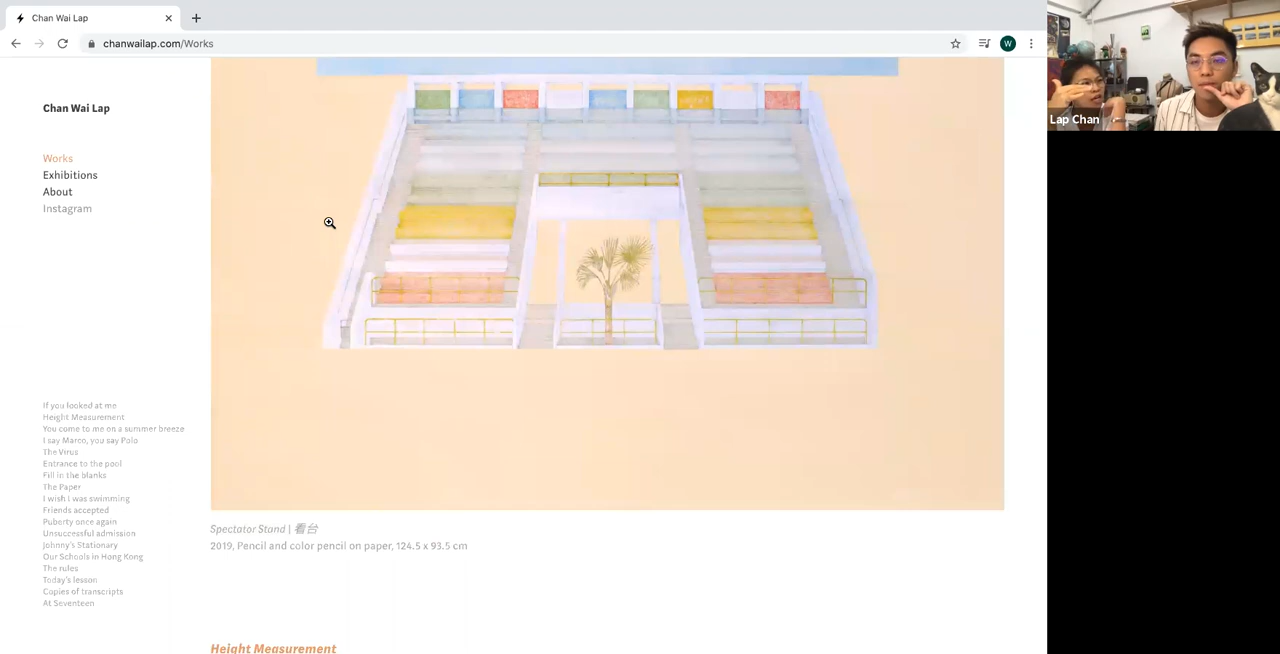 Chan Wai Lap
chanwailap.com/Works
W
Chan Wai Lap
Works
Exhibitions
About
Instagram
If you looked at me
Height Measurement
You come to me on a summer breeze
I say Marco, you say Polo
The Virus
Entrance to the pool
Fill in the blanks
The Paper
I wish I was swimming
Friends accepted
Puberty once again
Unsuccessful admission
Johnny's Stationary
Our Schools in Hong Kong
The rules
Today's lesson
Copies of transcripts
At Seventeen
Spectator Stand | 看台
2019, Pencil and color pencil on paper, 124.5 x 93.5 cm
Height Measurement
Lap Chan